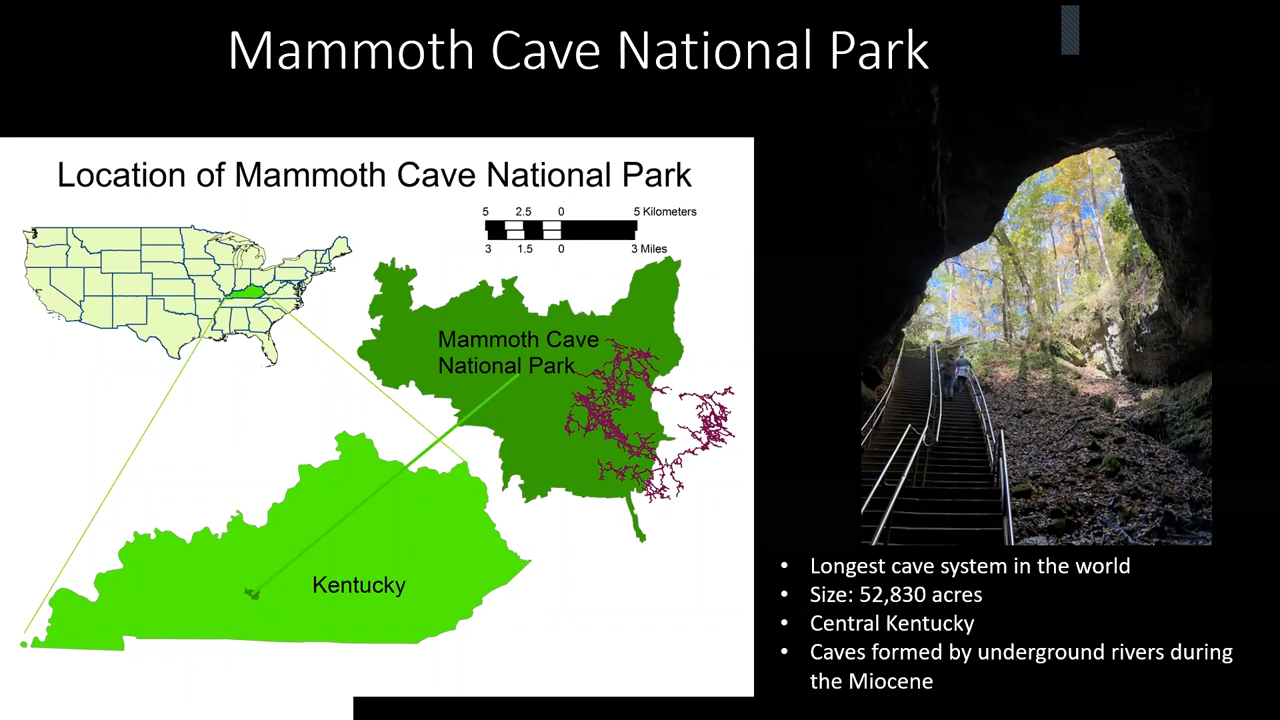 Mammoth Cave National Park
Location of Mammoth Cave National Park
5 2.5 0 5 Kilometers
3 1.5 0 3 Miles
Mammoth Cave
National Park
Kentucky
• Longest cave system in the world
• Size: 52,830 acres
• Central Kentucky
• Caves formed by underground rivers during
the Miocene